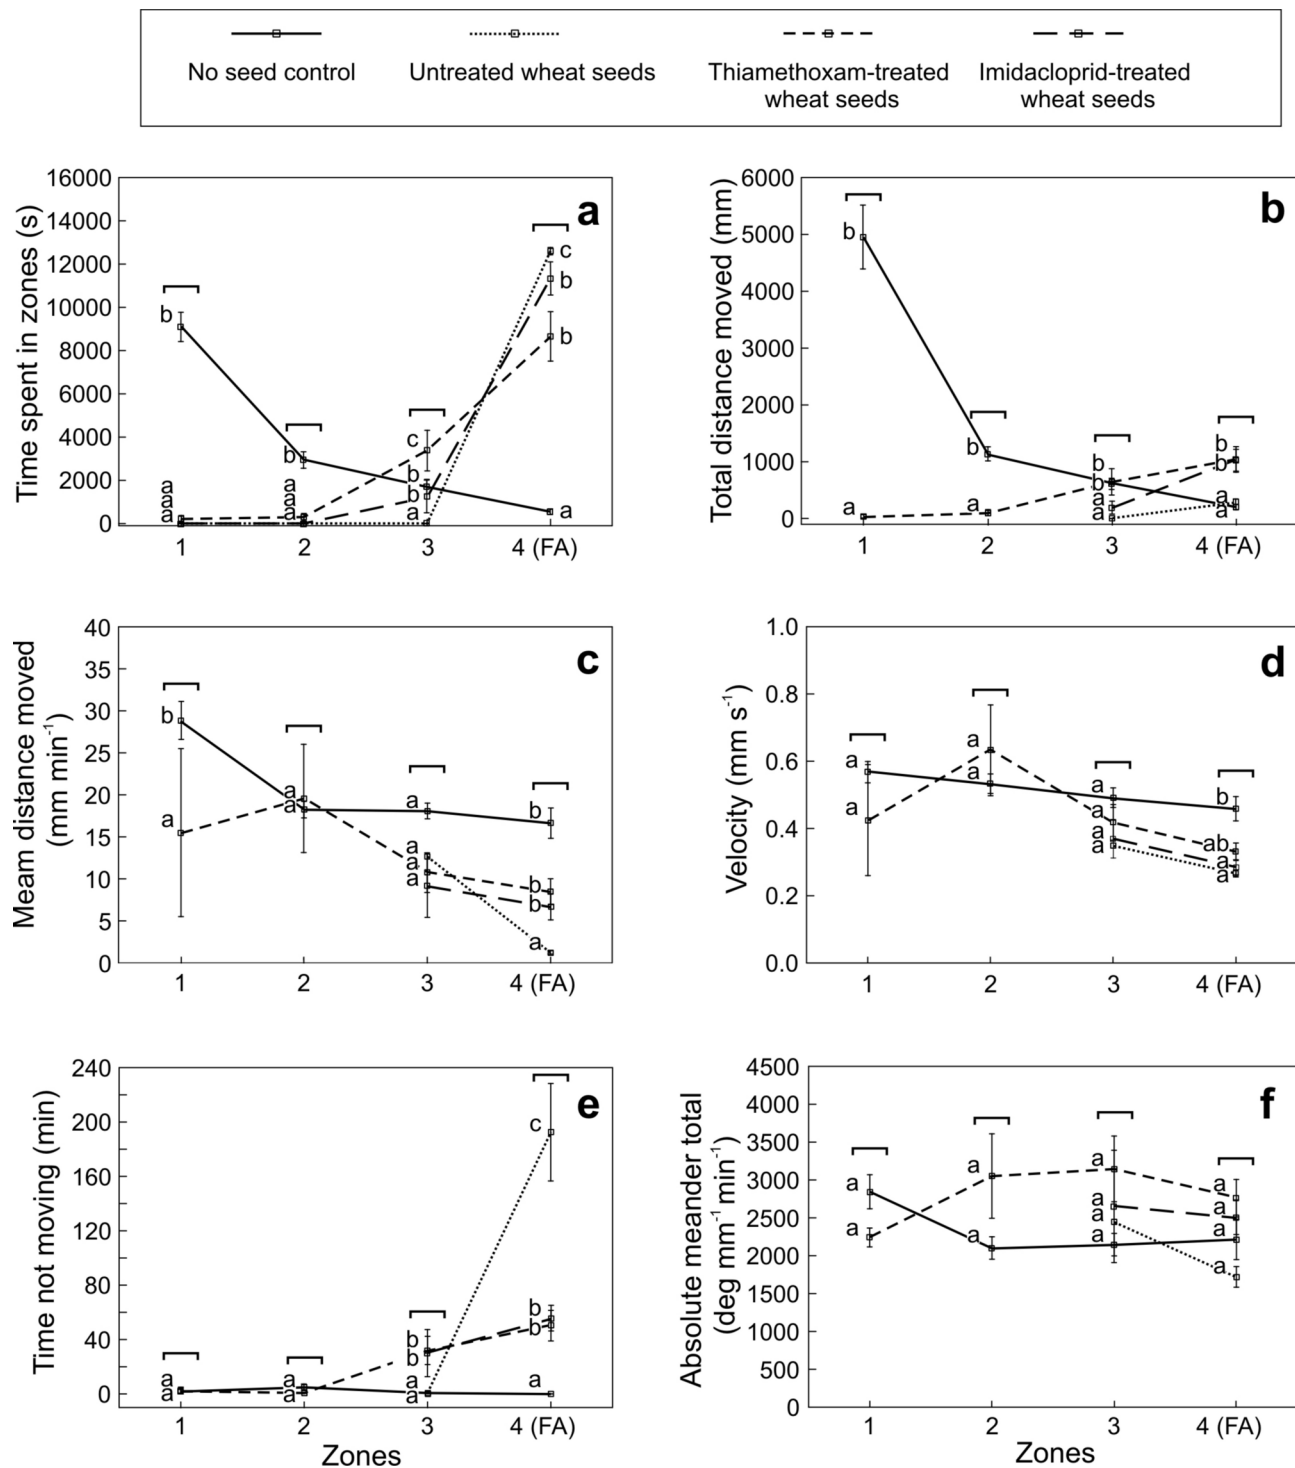 No seed control
Untreated wheat seeds
Thiamethoxam-treated
wheat seeds
Imidacloprid-treated
wheat seeds
a
Time spent in zones (s)
16000
14000
12000
10000
8000
6000
4000
2000
0
b
a
a
a
b
a
a
a
c
b
b
a
c
b
b
a
1
2
3
4 (FA)
b
Total distance moved (mm)
6000
5000
4000
3000
2000
1000
0
b
a
b
a
b
b
a
a
b
b
a
a
1
2
3
4 (FA)
c
Meam distance moved
(mm min-1)
40
35
30
25
20
15
10
5
0
b
a
a
a
a
a
a
a
b
b
b
a
1
2
3
4 (FA)
d
Velocity (mm s-1)
1.0
0.8
0.6
0.4
0.2
0.0
a
a
a
a
a
a
a
a
b
ab
a
a
1
2
3
4 (FA)
e
Time not moving (min)
240
200
160
120
80
40
0
a
a
a
a
b
b
a
a
c
b
b
a
1
2
3
4 (FA)
Zones
f
Absolute meander total
(deg mm-1 min-1)
4500
4000
3500
3000
2500
2000
1500
1000
500
0
a
a
a
a
a
a
a
a
a
a
a
a
1
2
3
4 (FA)
Zones